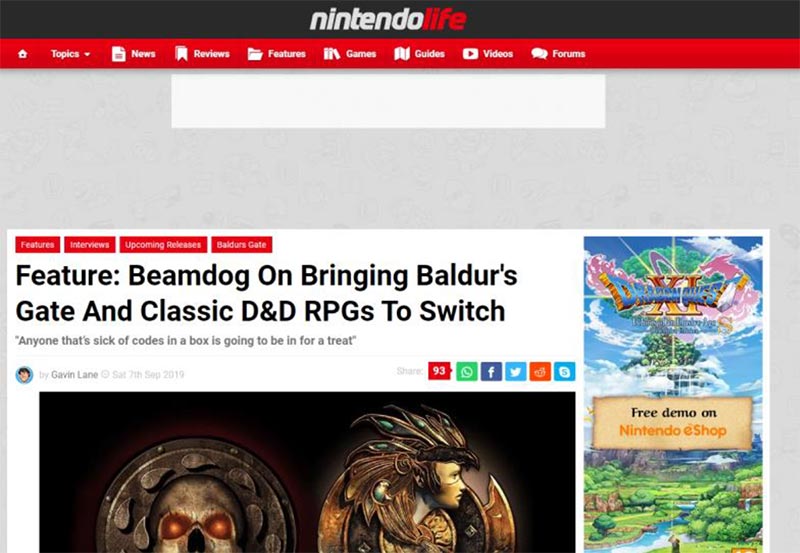 nintendolife
Topics
News
Reviews
Features
Games
Guides
Videos
Forums
Features
Interviews
Upcoming Releases
Baldurs Gate
Feature: Beamdog On Bringing Baldur's
Gate And Classic D&D RPGs To Switch
"Anyone that's sick of codes in a box is going to be in for a treat"
by Gavin Lane Sat 7th Sep 2019
Share: 93
DRAGON QUEST
XI
S
Free demo on
Nintendo eShop